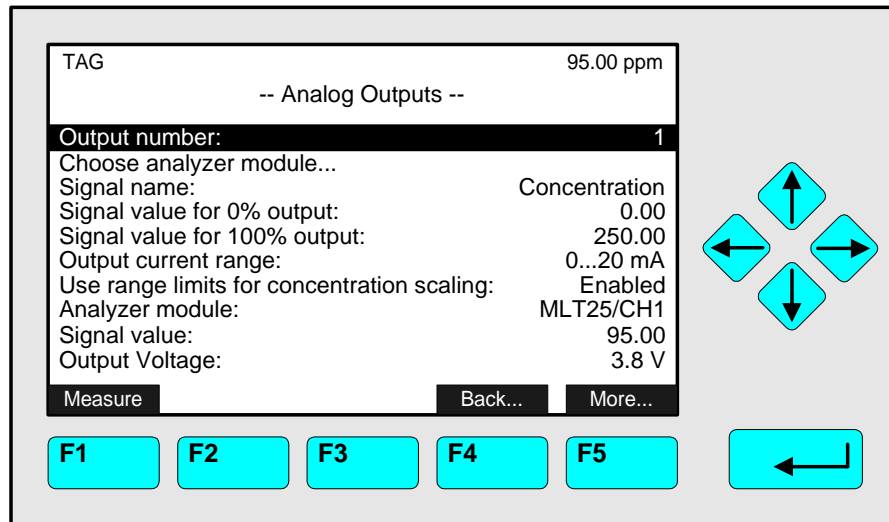 TAG 95.00 ppm
-- Analog Outputs --
Output number: 1
Choose analyzer module...
Signal name: Concentration
Signal value for 0% output: 0.00
Signal value for 100% output: 250.00
Output current range: 0...20 mA
Use range limits for concentration scaling: Enabled
Analyzer module: MLT25/CH1
Signal value: 95.00
Output Voltage: 3.8 V
Measure Back... More...
F1 F2 F3 F4 F5